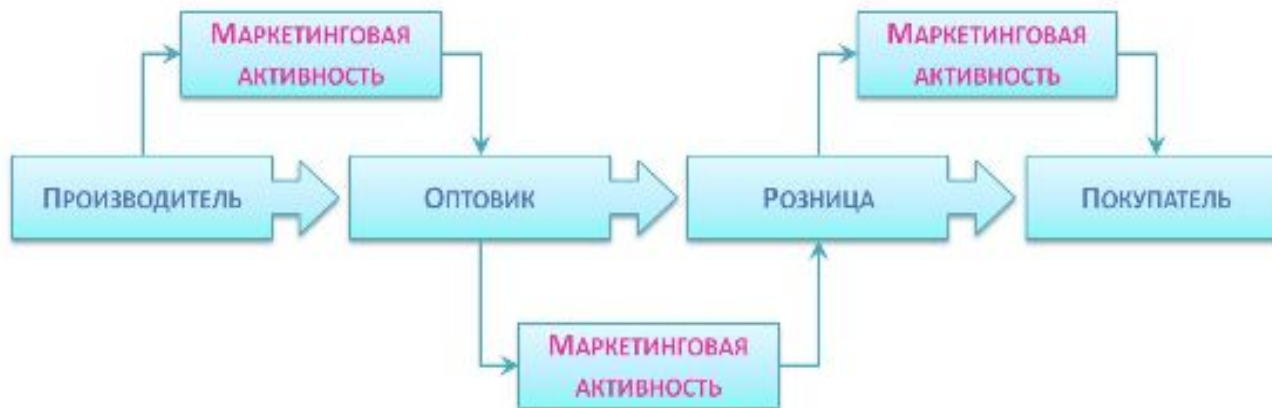 Маркетинговая
активность
Маркетинговая
активность
Производитель
Оптовик
Розница
Покупатель
Маркетинговая
активность